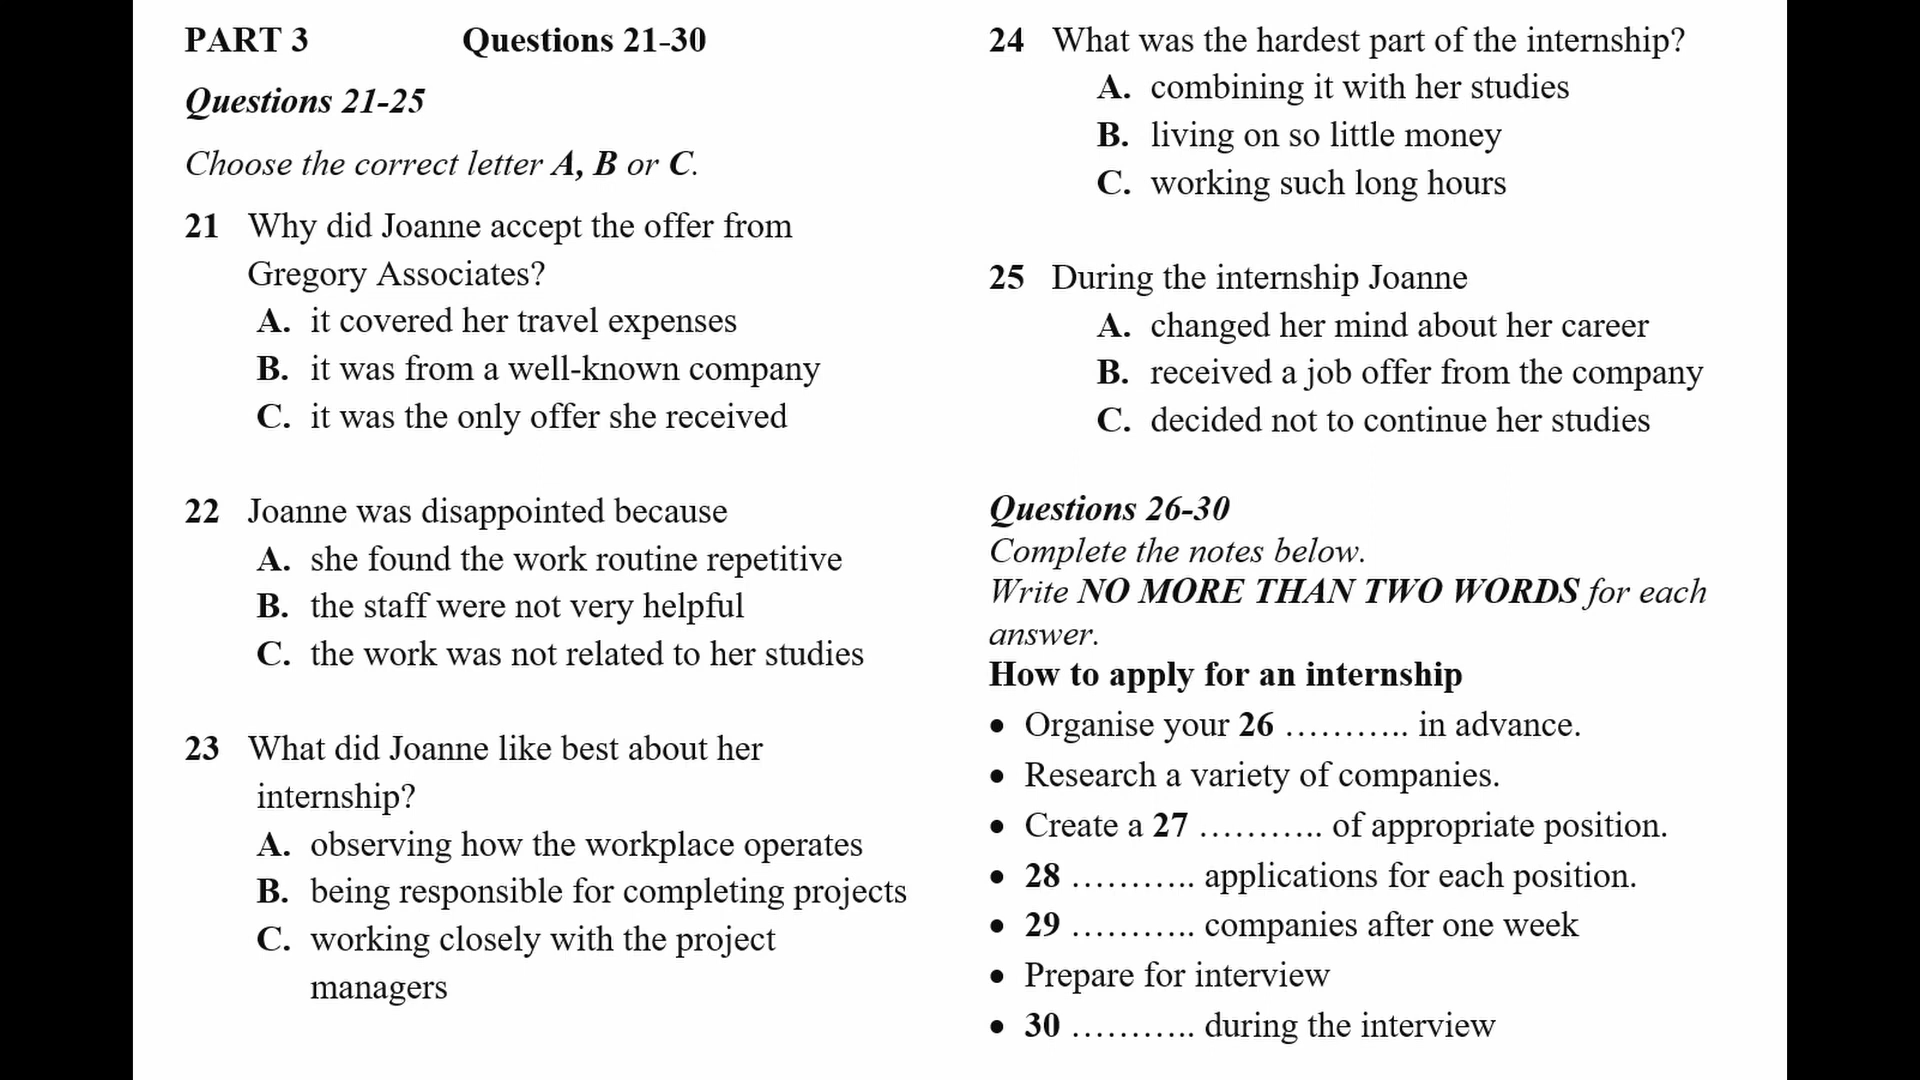 PART 3 Questions 21-30
Questions 21-25
Choose the correct letter A, B or C.
21 Why did Joanne accept the offer from
Gregory Associates?
A. it covered her travel expenses
B. it was from a well-known company
C. it was the only offer she received
22 Joanne was disappointed because
A. she found the work routine repetitive
B. the staff were not very helpful
C. the work was not related to her studies
23 What did Joanne like best about her
internship?
A. observing how the workplace operates
B. being responsible for completing projects
C. working closely with the project
managers
24 What was the hardest part of the internship?
A. combining it with her studies
B. living on so little money
C. working such long hours
25 During the internship Joanne
A. changed her mind about her career
B. received a job offer from the company
C. decided not to continue her studies
Questions 26-30
Complete the notes below.
Write NO MORE THAN TWO WORDS for each
answer.
How to apply for an internship
• Organise your 26 ……….. in advance.
• Research a variety of companies.
• Create a 27 ……….. of appropriate position.
• 28 ……….. applications for each position.
• 29 ……….. companies after one week
• Prepare for interview
• 30 ……….. during the interview